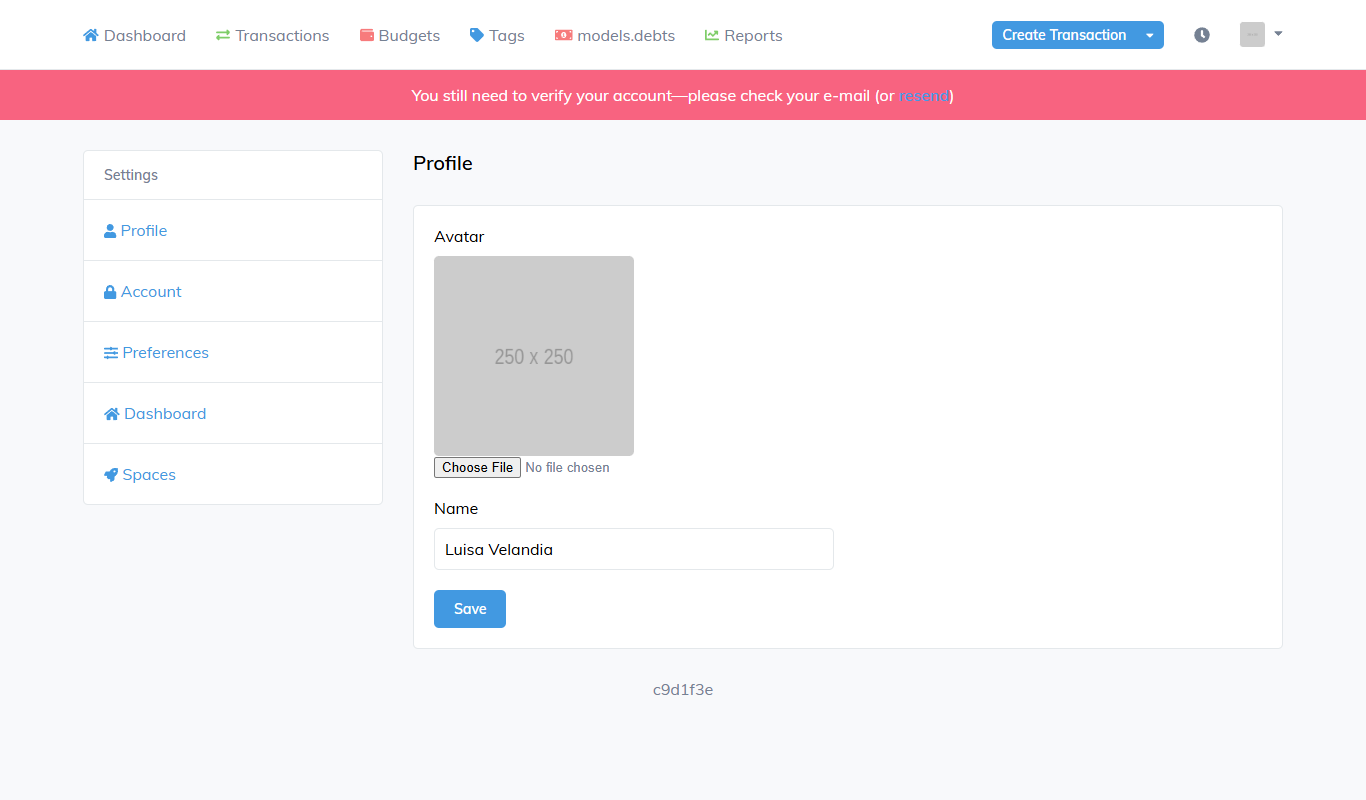 Dashboard Transactions Budgets Tags models.debts Reports Create Transaction
You still need to verify your account—please check your e-mail (or resend)
Settings
Profile
Account
Preferences
Dashboard
Spaces
Profile
Avatar
250 x 250
Choose File No file chosen
Name
Luisa Velandia
Save
c9d1f3e